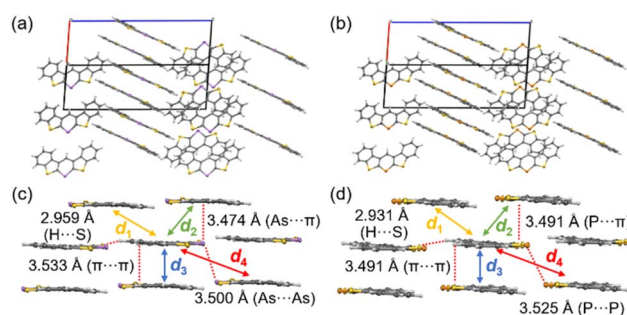 (a)
(b)
(c)
(d)
2.959 Å
(H⋯S)
d1
d2
3.474 Å (As⋯π)
3.533 Å (π⋯π)
d3
d4
3.500 Å (As⋯As)
2.931 Å
(H⋯S)
d1
d2
3.491 Å (P⋯π)
3.491 Å (π⋯π)
d3
d4
3.525 Å (P⋯P)